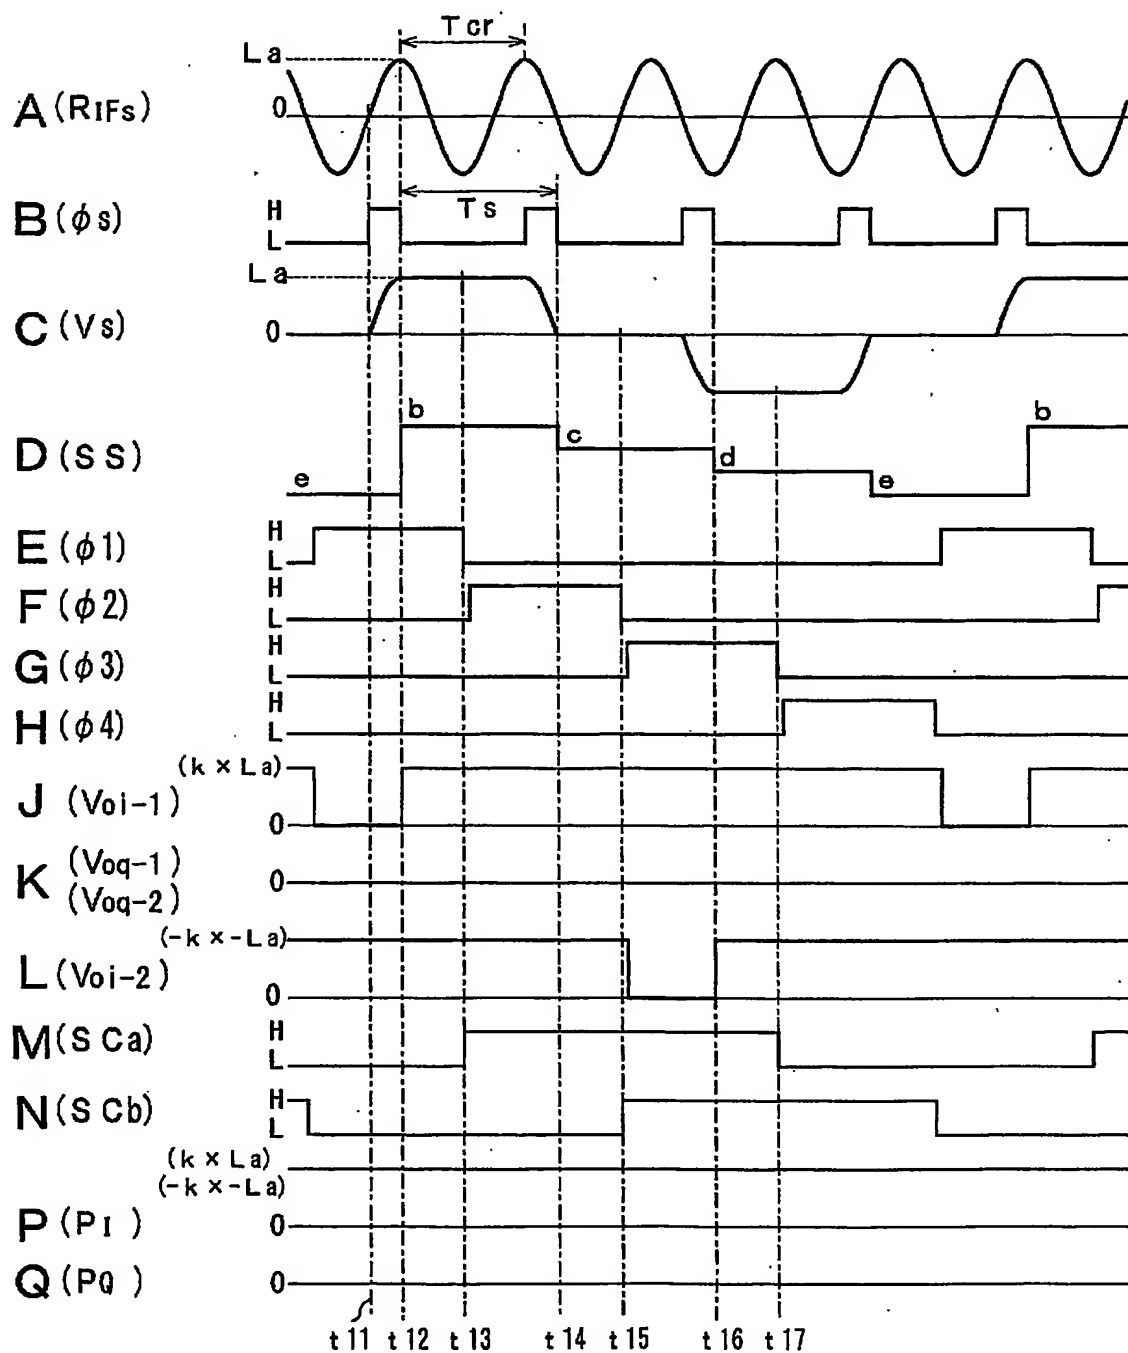 Tcr
La
0
A (RIFs)
Ts
B (φs)
H
L
La
C (Vs)
0
D (SS)
e
b
c
d
e
b
E (φ1)
H
L
F (φ2)
H
L
G (φ3)
H
L
H (φ4)
H
L
(k × La)
J (Voi-1)
0
K (Voq-1)
(Voq-2)
0
(-k × -La)
L (Voi-2)
0
M (SCa)
H
L
N (SCb)
H
L
(k × La)
(-k × -La)
P (PI)
0
Q (PQ)
0
t11 t12 t13 t14 t15 t16 t17